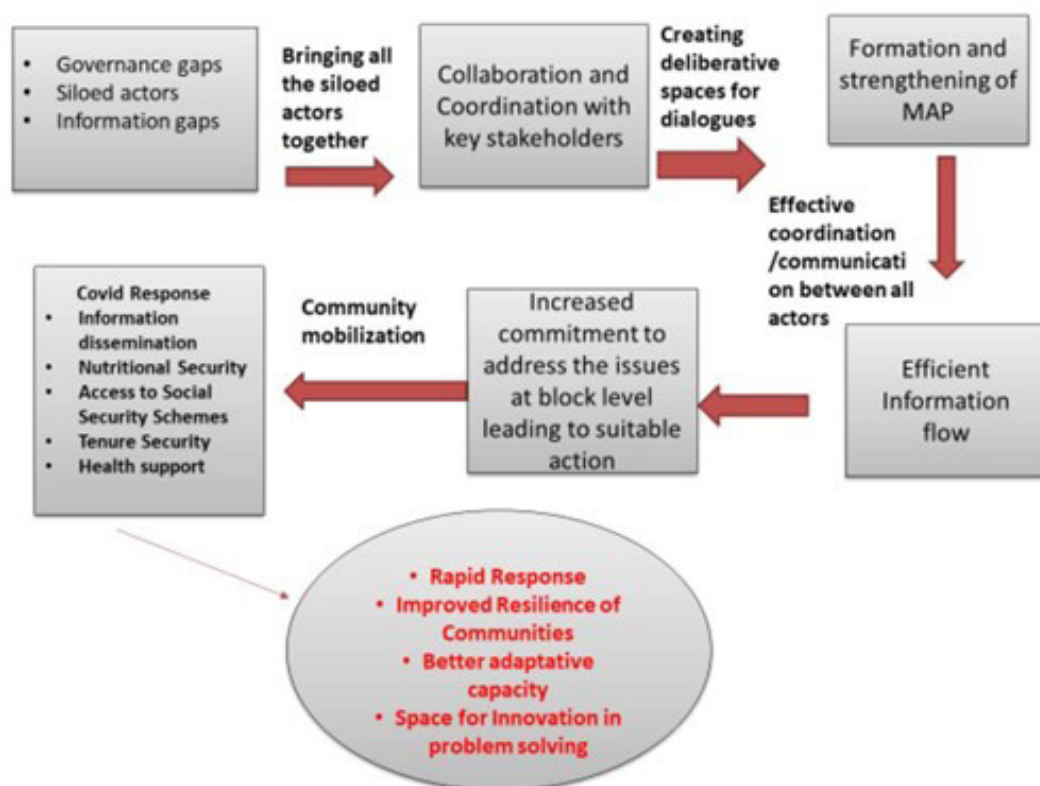 • Governance gaps
• Siloed actors
• Information gaps
Bringing all
the siloed
actors
together
Collaboration and
Coordination with
key stakeholders
Creating
deliberative
spaces for
dialogues
Formation and
strengthening of
MAP
Effective
coordination
/communicati
on between all
actors
Efficient
Information
flow
Increased
commitment to
address the issues
at block level
leading to suitable
action
Community
mobilization
Covid Response
• Information
dissemination
• Nutritional Security
• Access to Social
Security Schemes
• Tenure Security
• Health support
• Rapid Response
• Improved Resilience of
Communities
• Better adaptative
capacity
• Space for Innovation in
problem solving